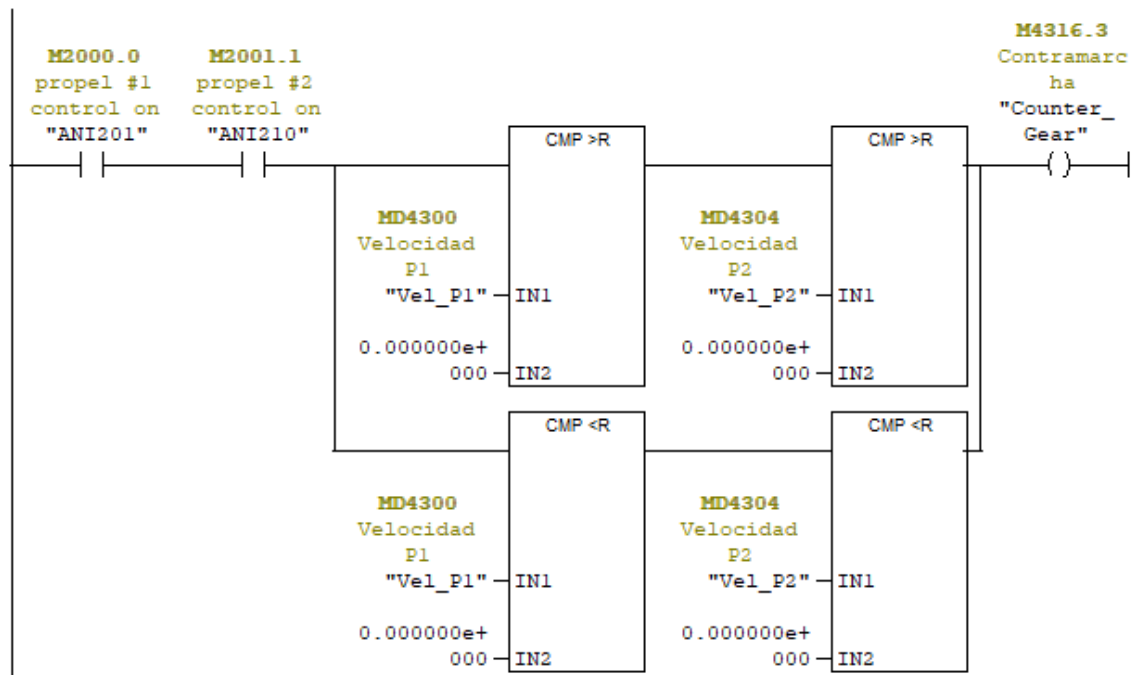 M4316.3
Contramarc
ha
"Counter_
Gear"
M2000.0
propel #1
control on
"ANI201"
M2001.1
propel #2
control on
"ANI210"
CMP >R
MD4300
Velocidad
P1
"Vel_P1"
IN1
0.000000e+
000
IN2
CMP >R
MD4304
Velocidad
P2
"Vel_P2"
IN1
0.000000e+
000
IN2
CMP <R
MD4300
Velocidad
P1
"Vel_P1"
IN1
0.000000e+
000
IN2
CMP <R
MD4304
Velocidad
P2
"Vel_P2"
IN1
0.000000e+
000
IN2